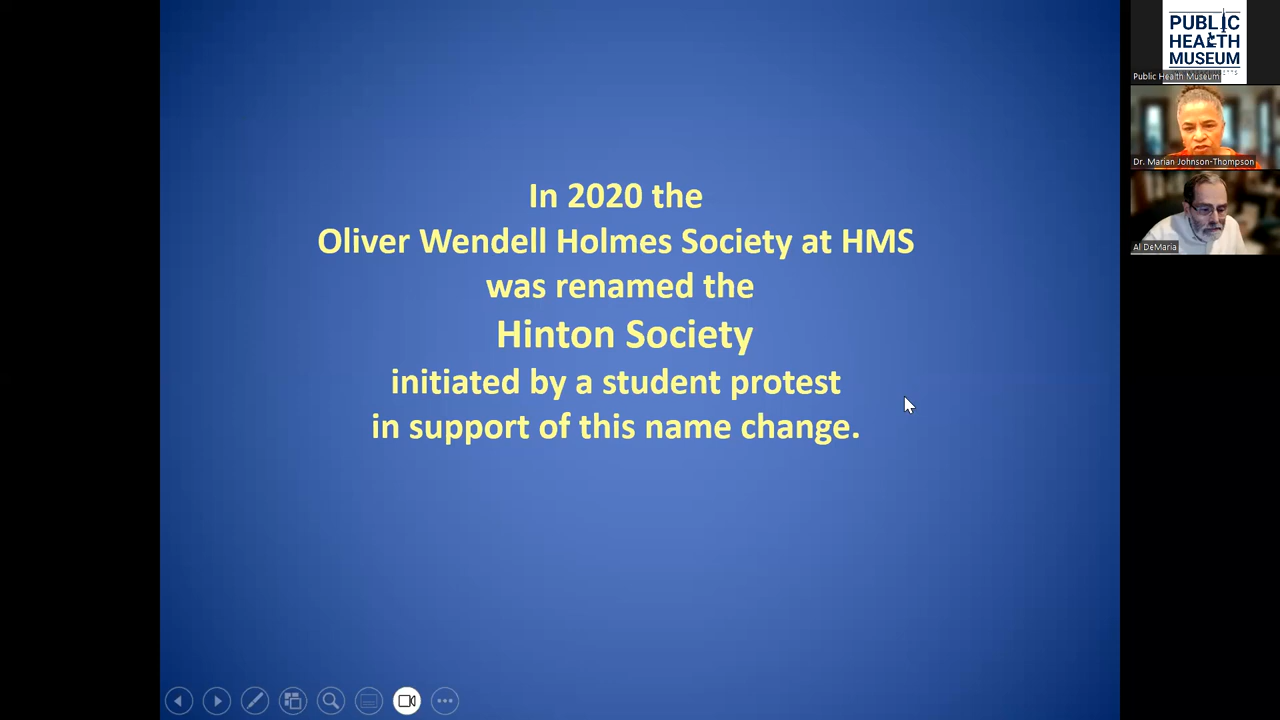 In 2020 the
Oliver Wendell Holmes Society at HMS
was renamed the
Hinton Society
initiated by a student protest
in support of this name change.
PUBLIC
HEALTH
MUSEUM
Public Health Museum
Dr. Marian Johnson-Thompson
Al DeMaria